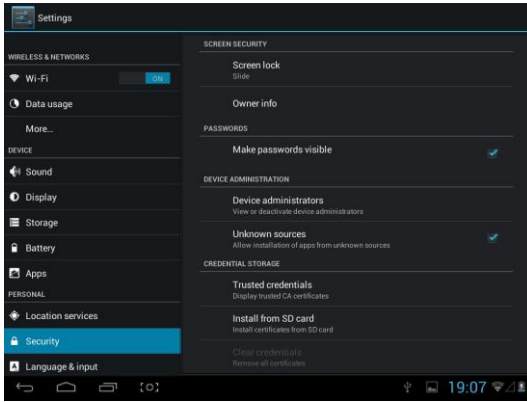 Settings
WIRELESS & NETWORKS
Wi-Fi
ON
Data usage
More...
DEVICE
Sound
Display
Storage
Battery
Apps
PERSONAL
Location services
Security
Language & input
SCREEN SECURITY
Screen lock
Slide
Owner info
PASSWORDS
Make passwords visible
DEVICE ADMINISTRATION
Device administrators
View or deactivate device administrators
Unknown sources
Allow installation of apps from unknown sources
CREDENTIAL STORAGE
Trusted credentials
Display trusted CA certificates
Install from SD card
Install certificates from SD card
Clear credentials
Remove all certificates
19:07